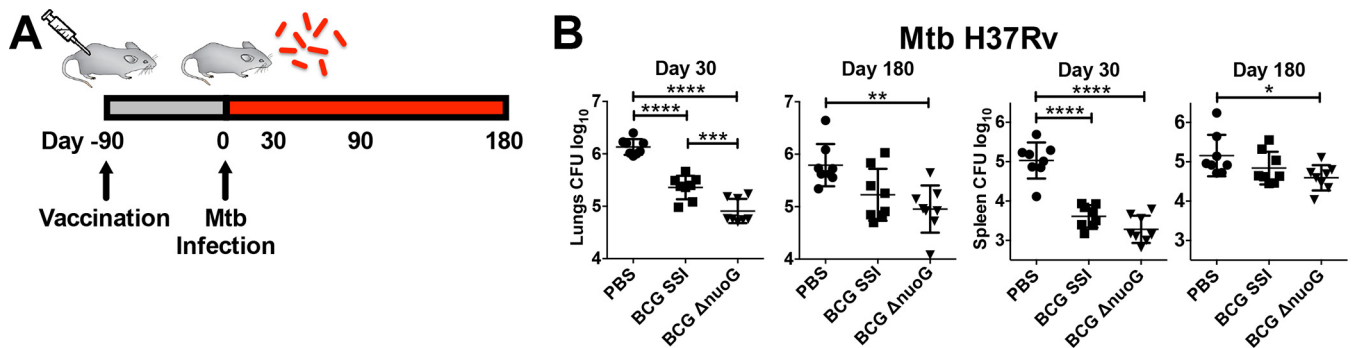 A
Day -90 0 30 90 180
Vaccination
Mtb
Infection
B
Mtb H37Rv
Day 30
Day 180
Day 30
Day 180
Lungs CFU log10
7
6
5
4
****
****
***
PBS
BCG SSI
BCG ΔnuoG
7
6
5
4
**
PBS
BCG SSI
BCG ΔnuoG
Spleen CFU log10
6
5
4
3
****
****
PBS
BCG SSI
BCG ΔnuoG
6
5
4
3
*
PBS
BCG SSI
BCG ΔnuoG